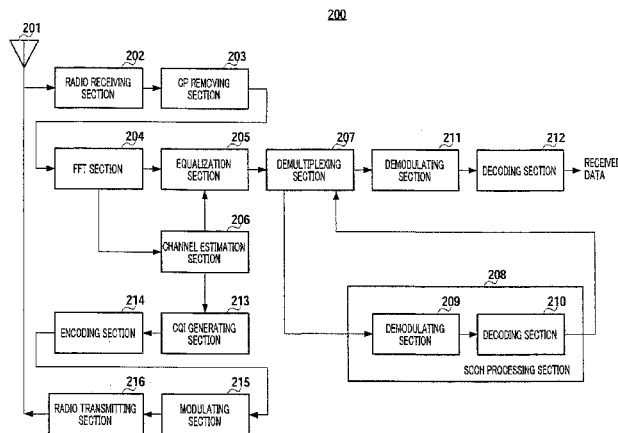 200
201
202
203
RADIO RECEIVING
SECTION
CP REMOVING
SECTION
204
205
207
211
212
FFT SECTION
EQUALIZATION
SECTION
DEMULTIPLEXING
SECTION
DEMODULATING
SECTION
DECODING SECTION
RECEIVED
DATA
206
CHANNEL ESTIMATION
SECTION
208
214
213
209
210
ENCODING SECTION
CQI GENERATING
SECTION
DEMODULATING
SECTION
DECODING SECTION
SCCH PROCESSING SECTION
216
215
RADIO TRANSMITTING
SECTION
MODULATING
SECTION